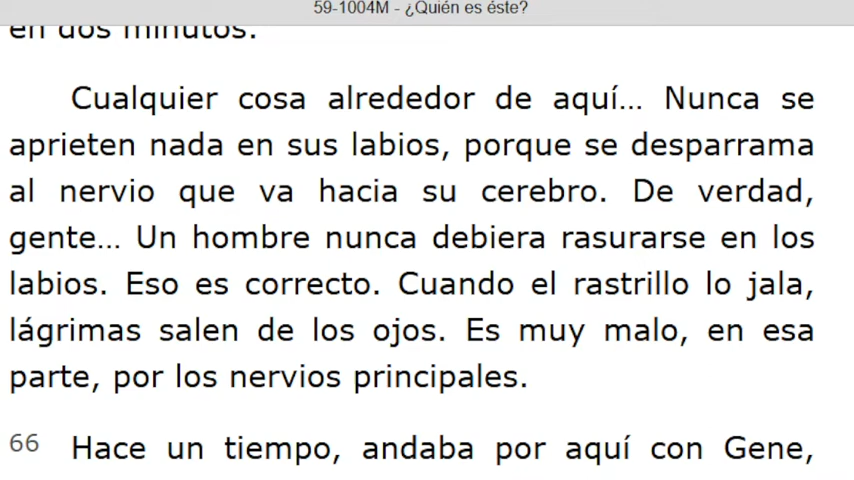 59-1004M - ¿Quién es éste?
en dos minutos.
Cualquier cosa alrededor de aquí... Nunca se
aprieten nada en sus labios, porque se desparrama
al nervio que va hacia su cerebro. De verdad,
gente... Un hombre nunca debiera rasurarse en los
labios. Eso es correcto. Cuando el rastrillo lo jala,
lágrimas salen de los ojos. Es muy malo, en esa
parte, por los nervios principales.
66 Hace un tiempo, andaba por aquí con Gene,